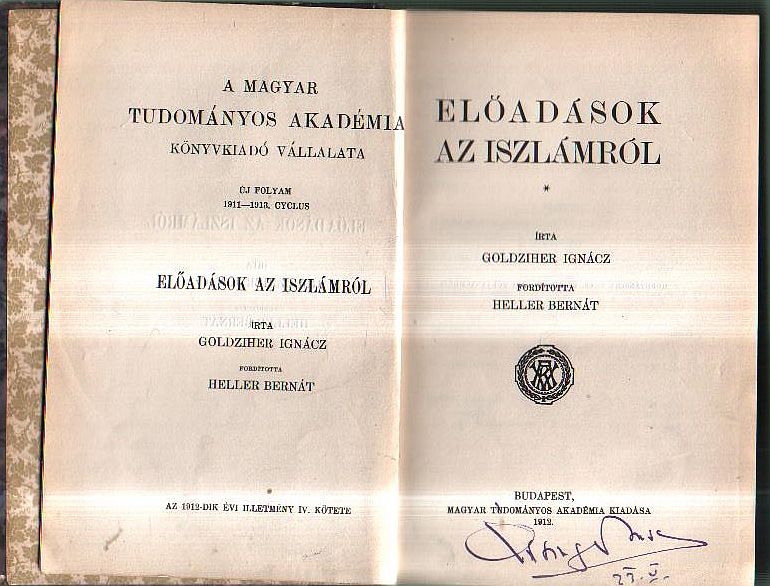 A MAGYAR
TUDOMÁNYOS AKADÉMIA
KÖNYVKIADÓ VÁLLALATA
ÚJ FOLYAM
1911—1913. CYCLUS
ELŐADÁSOK AZ ISZLÁMRÓL
ÍRTA
GOLDZIHER IGNÁCZ
FORDÍTOTTA
HELLER BERNÁT
AZ 1912-DIK ÉVI ILLETMÉNY IV. KÖTETE
ELŐADÁSOK
AZ ISZLÁMRÓL
*
ÍRTA
GOLDZIHER IGNÁCZ
FORDÍTOTTA
HELLER BERNÁT
BUDAPEST,
MAGYAR TUDOMÁNYOS AKADÉMIA KIADÁSA
1912.